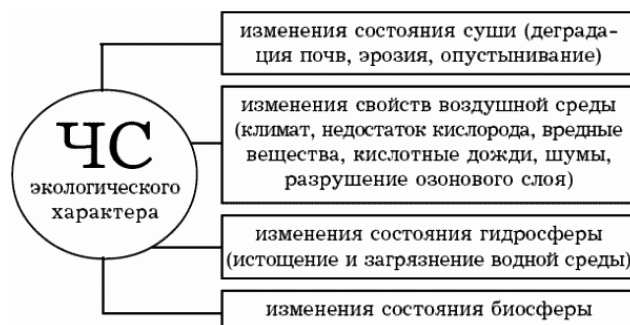 ЧС
экологического
характера
изменения состояния суши (деграда-
ция почв, эрозия, опустынивание)
изменения свойств воздушной среды
(климат, недостаток кислорода, вредные
вещества, кислотные дожди, шумы,
разрушение озонового слоя)
изменения состояния гидросферы
(истощение и загрязнение водной среды)
изменения состояния биосферы